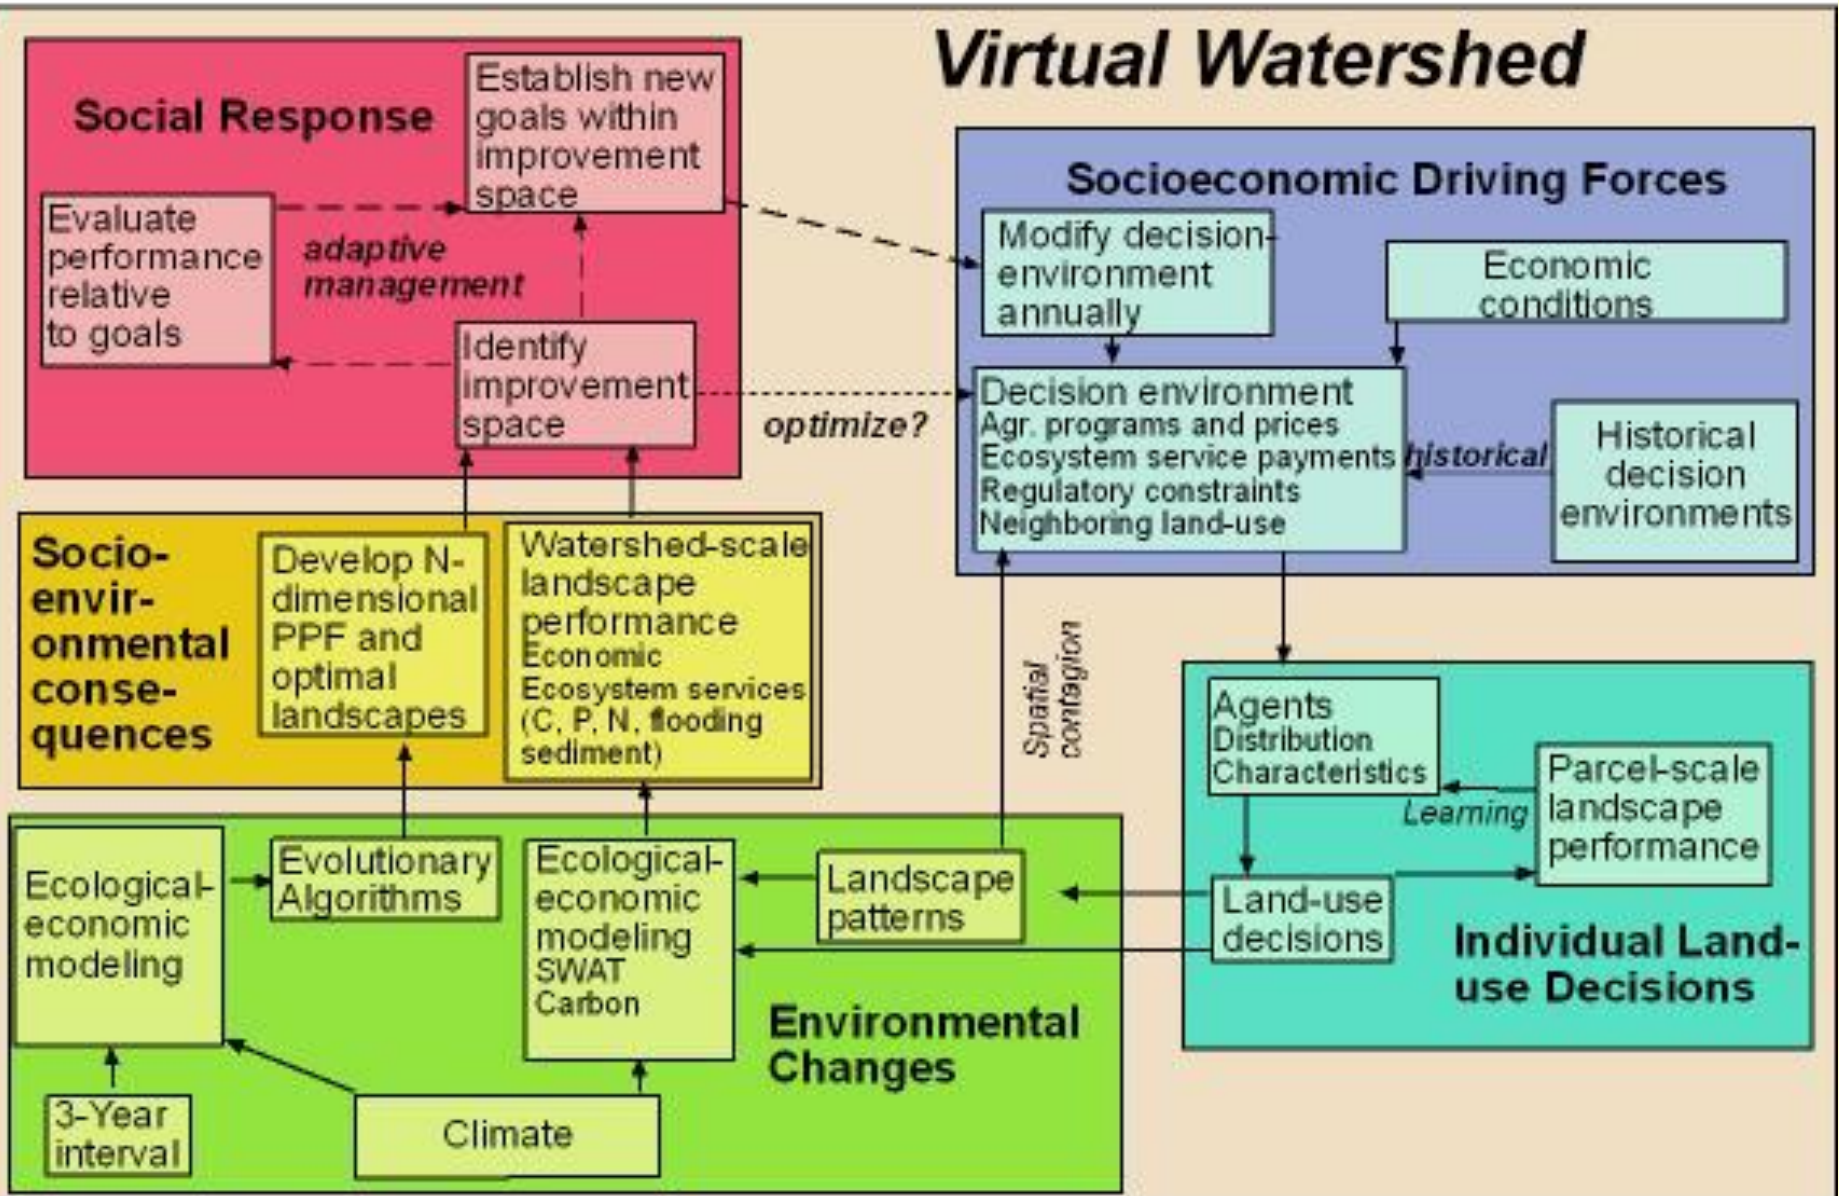 Virtual Watershed
Social Response
Establish new
goals within
improvement
space
Evaluate
performance
relative
to goals
adaptive
management
Identify
improvement
space
optimize?
Socioeconomic Driving Forces
Modify decision-
environment
annually
Economic
conditions
Decision environment
Agr. programs and prices
Ecosystem service payments
Regulatory constraints
Neighboring land-use
historical
Historical
decision
environments
Socio-
envir-
onmental
conse-
quences
Develop N-
dimensional
PPF and
optimal
landscapes
Watershed-scale
landscape
performance
Economic
Ecosystem services
(C, P, N, flooding
sediment)
Spatial
contagion
Agents
Distribution
Characteristics
Learning
Parcel-scale
landscape
performance
Land-use
decisions
Individual Land-
use Decisions
Ecological-
economic
modeling
Evolutionary
Algorithms
Ecological-
economic
modeling
SWAT
Carbon
Landscape
patterns
Environmental
Changes
3-Year
interval
Climate